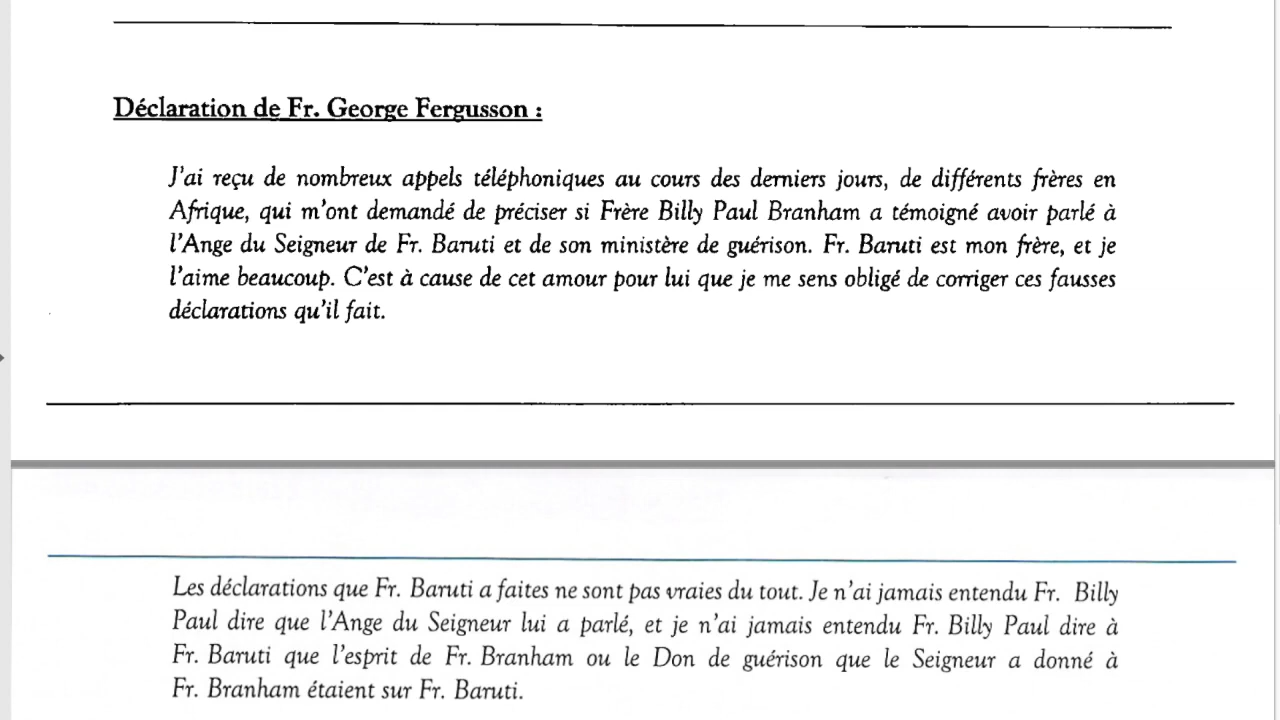 Déclaration de Fr. George Fergusson :
J'ai reçu de nombreux appels téléphoniques au cours des derniers jours, de différents frères en
Afrique, qui m'ont demandé de préciser si Frère Billy Paul Branham a témoigné avoir parlé à
l'Ange du Seigneur de Fr. Baruti et de son ministère de guérison. Fr. Baruti est mon frère, et je
l'aime beaucoup. C'est à cause de cet amour pour lui que je me sens obligé de corriger ces fausses
déclarations qu'il fait.
Les déclarations que Fr. Baruti a faites ne sont pas vraies du tout. Je n'ai jamais entendu Fr. Billy
Paul dire que l'Ange du Seigneur lui a parlé, et je n'ai jamais entendu Fr. Billy Paul dire à
Fr. Baruti que l'esprit de Fr. Branham ou le Don de guérison que le Seigneur a donné à
Fr. Branham étaient sur Fr. Baruti.